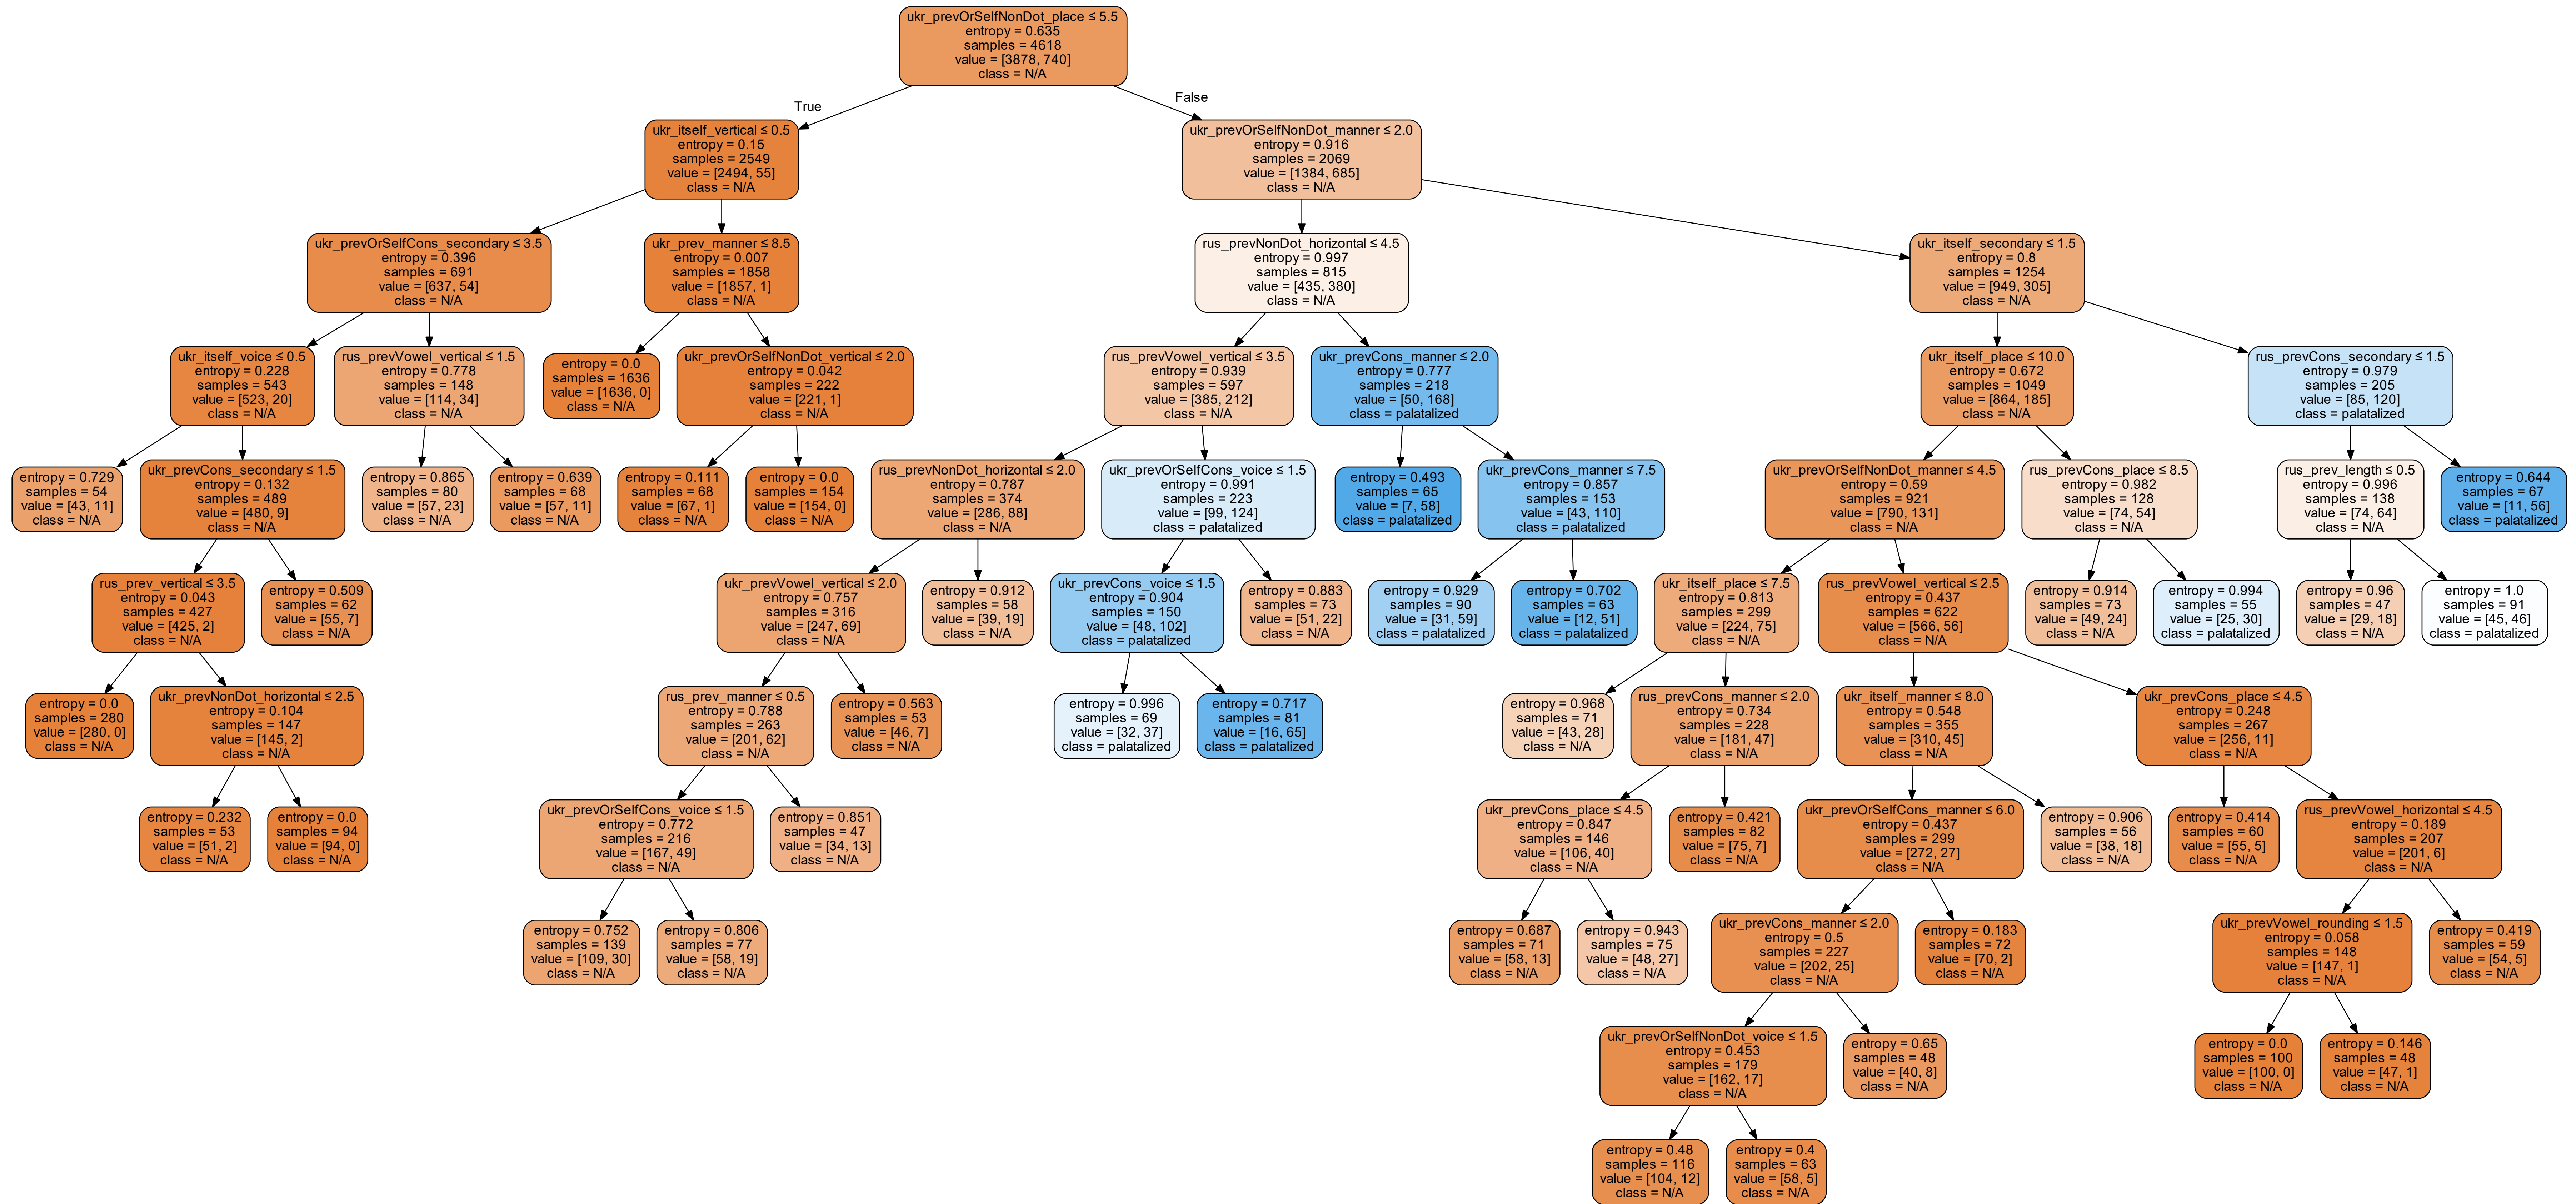 ukr_prevOrSelfNonDot_place ≤ 5.5
entropy = 0.635
samples = 4618
value = [3878, 740]
class = N/A
True
False
ukr_itself_vertical ≤ 0.5
entropy = 0.15
samples = 2549
value = [2494, 55]
class = N/A
ukr_prevOrSelfNonDot_manner ≤ 2.0
entropy = 0.916
samples = 2069
value = [1384, 685]
class = N/A
ukr_prevOrSelfCons_secondary ≤ 3.5
entropy = 0.396
samples = 691
value = [637, 54]
class = N/A
ukr_prev_manner ≤ 8.5
entropy = 0.007
samples = 1858
value = [1857, 1]
class = N/A
rus_prevNonDot_horizontal ≤ 4.5
entropy = 0.997
samples = 815
value = [435, 380]
class = N/A
ukr_itself_secondary ≤ 1.5
entropy = 0.8
samples = 1254
value = [949, 305]
class = N/A
ukr_itself_voice ≤ 0.5
entropy = 0.228
samples = 543
value = [523, 20]
class = N/A
rus_prevVowel_vertical ≤ 1.5
entropy = 0.778
samples = 148
value = [114, 34]
class = N/A
entropy = 0.0
samples = 1636
value = [1636, 0]
class = N/A
ukr_prevOrSelfNonDot_vertical ≤ 2.0
entropy = 0.042
samples = 222
value = [221, 1]
class = N/A
rus_prevVowel_vertical ≤ 3.5
entropy = 0.939
samples = 597
value = [385, 212]
class = N/A
ukr_prevCons_manner ≤ 2.0
entropy = 0.777
samples = 218
value = [50, 168]
class = palatalized
ukr_itself_place ≤ 10.0
entropy = 0.672
samples = 1049
value = [864, 185]
class = N/A
rus_prevCons_secondary ≤ 1.5
entropy = 0.979
samples = 205
value = [85, 120]
class = palatalized
entropy = 0.729
samples = 54
value = [43, 11]
class = N/A
ukr_prevCons_secondary ≤ 1.5
entropy = 0.132
samples = 489
value = [480, 9]
class = N/A
entropy = 0.865
samples = 80
value = [57, 23]
class = N/A
entropy = 0.639
samples = 68
value = [57, 11]
class = N/A
entropy = 0.111
samples = 68
value = [67, 1]
class = N/A
entropy = 0.0
samples = 154
value = [154, 0]
class = N/A
rus_prevNonDot_horizontal ≤ 2.0
entropy = 0.787
samples = 374
value = [286, 88]
class = N/A
ukr_prevOrSelfCons_voice ≤ 1.5
entropy = 0.991
samples = 223
value = [99, 124]
class = palatalized
entropy = 0.493
samples = 65
value = [7, 58]
class = palatalized
ukr_prevCons_manner ≤ 7.5
entropy = 0.857
samples = 153
value = [43, 110]
class = palatalized
ukr_prevOrSelfNonDot_manner ≤ 4.5
entropy = 0.59
samples = 921
value = [790, 131]
class = N/A
rus_prevCons_place ≤ 8.5
entropy = 0.982
samples = 128
value = [74, 54]
class = N/A
rus_prev_length ≤ 0.5
entropy = 0.996
samples = 138
value = [74, 64]
class = N/A
entropy = 0.644
samples = 67
value = [11, 56]
class = palatalized
rus_prev_vertical ≤ 3.5
entropy = 0.043
samples = 427
value = [425, 2]
class = N/A
entropy = 0.509
samples = 62
value = [55, 7]
class = N/A
ukr_prevVowel_vertical ≤ 2.0
entropy = 0.757
samples = 316
value = [247, 69]
class = N/A
entropy = 0.912
samples = 58
value = [39, 19]
class = N/A
ukr_prevCons_voice ≤ 1.5
entropy = 0.904
samples = 150
value = [48, 102]
class = palatalized
entropy = 0.883
samples = 73
value = [51, 22]
class = N/A
entropy = 0.929
samples = 90
value = [31, 59]
class = palatalized
entropy = 0.702
samples = 63
value = [12, 51]
class = palatalized
ukr_itself_place ≤ 7.5
entropy = 0.813
samples = 299
value = [224, 75]
class = N/A
rus_prevVowel_vertical ≤ 2.5
entropy = 0.437
samples = 622
value = [566, 56]
class = N/A
entropy = 0.914
samples = 73
value = [49, 24]
class = N/A
entropy = 0.994
samples = 55
value = [25, 30]
class = palatalized
entropy = 0.96
samples = 47
value = [29, 18]
class = N/A
entropy = 1.0
samples = 91
value = [45, 46]
class = palatalized
entropy = 0.0
samples = 280
value = [280, 0]
class = N/A
ukr_prevNonDot_horizontal ≤ 2.5
entropy = 0.104
samples = 147
value = [145, 2]
class = N/A
rus_prev_manner ≤ 0.5
entropy = 0.788
samples = 263
value = [201, 62]
class = N/A
entropy = 0.563
samples = 53
value = [46, 7]
class = N/A
entropy = 0.996
samples = 69
value = [32, 37]
class = palatalized
entropy = 0.717
samples = 81
value = [16, 65]
class = palatalized
entropy = 0.968
samples = 71
value = [43, 28]
class = N/A
rus_prevCons_manner ≤ 2.0
entropy = 0.734
samples = 228
value = [181, 47]
class = N/A
ukr_itself_manner ≤ 8.0
entropy = 0.548
samples = 355
value = [310, 45]
class = N/A
ukr_prevCons_place ≤ 4.5
entropy = 0.248
samples = 267
value = [256, 11]
class = N/A
entropy = 0.232
samples = 53
value = [51, 2]
class = N/A
entropy = 0.0
samples = 94
value = [94, 0]
class = N/A
ukr_prevOrSelfCons_voice ≤ 1.5
entropy = 0.772
samples = 216
value = [167, 49]
class = N/A
entropy = 0.851
samples = 47
value = [34, 13]
class = N/A
ukr_prevCons_place ≤ 4.5
entropy = 0.847
samples = 146
value = [106, 40]
class = N/A
entropy = 0.421
samples = 82
value = [75, 7]
class = N/A
ukr_prevOrSelfCons_manner ≤ 6.0
entropy = 0.437
samples = 299
value = [272, 27]
class = N/A
entropy = 0.906
samples = 56
value = [38, 18]
class = N/A
entropy = 0.414
samples = 60
value = [55, 5]
class = N/A
rus_prevVowel_horizontal ≤ 4.5
entropy = 0.189
samples = 207
value = [201, 6]
class = N/A
entropy = 0.752
samples = 139
value = [109, 30]
class = N/A
entropy = 0.806
samples = 77
value = [58, 19]
class = N/A
entropy = 0.687
samples = 71
value = [58, 13]
class = N/A
entropy = 0.943
samples = 75
value = [48, 27]
class = N/A
ukr_prevCons_manner ≤ 2.0
entropy = 0.5
samples = 227
value = [202, 25]
class = N/A
entropy = 0.183
samples = 72
value = [70, 2]
class = N/A
ukr_prevVowel_rounding ≤ 1.5
entropy = 0.058
samples = 148
value = [147, 1]
class = N/A
entropy = 0.419
samples = 59
value = [54, 5]
class = N/A
ukr_prevOrSelfNonDot_voice ≤ 1.5
entropy = 0.453
samples = 179
value = [162, 17]
class = N/A
entropy = 0.65
samples = 48
value = [40, 8]
class = N/A
entropy = 0.0
samples = 100
value = [100, 0]
class = N/A
entropy = 0.146
samples = 48
value = [47, 1]
class = N/A
entropy = 0.48
samples = 116
value = [104, 12]
class = N/A
entropy = 0.4
samples = 63
value = [58, 5]
class = N/A